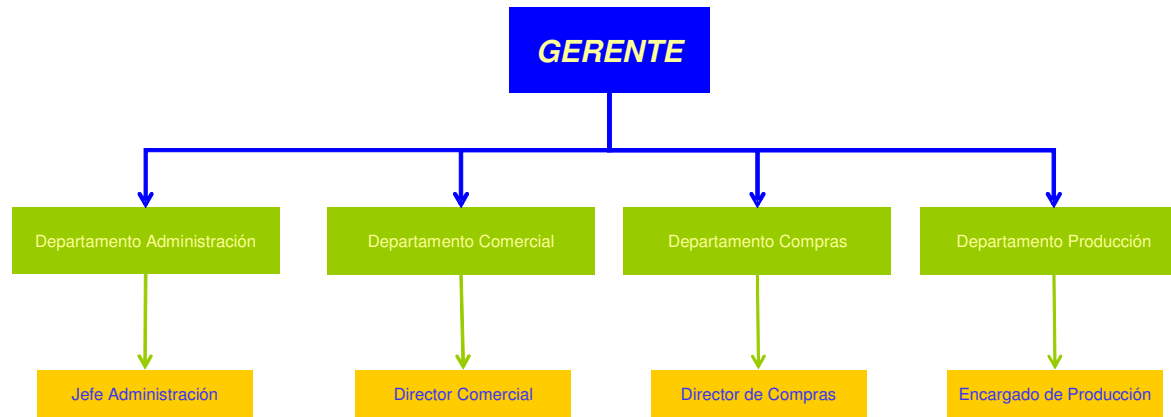 GERENTE
Departamento Administración
Departamento Comercial
Departamento Compras
Departamento Producción
Jefe Administración
Director Comercial
Director de Compras
Encargado de Producción